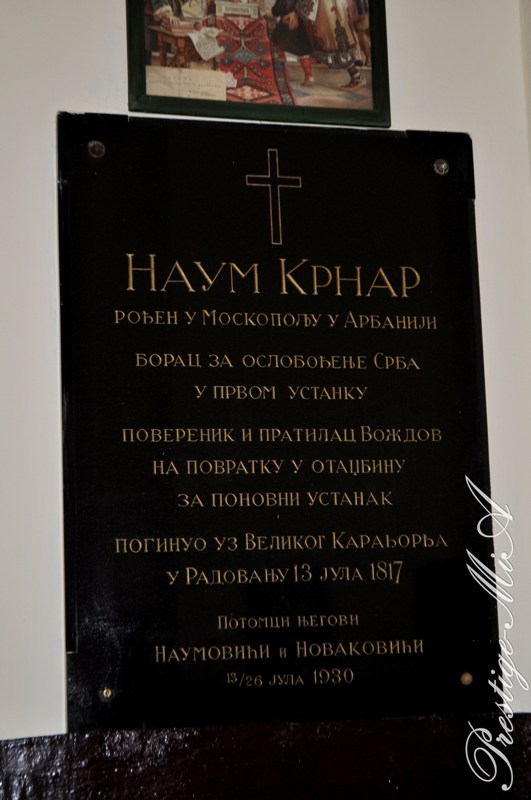 НАУМ КРНАР
РОЂЕН У МОСКОПОЉУ У АРБАНИЈИ
БОРАЦ ЗА ОСЛОБОЂЕЊЕ СРБА
У ПРВОМ УСТАНКУ
ПОВЕРЕНИК И ПРАТИЛАЦ ВОЖДОВ
НА ПОВРАТКУ У ОТАЏБИНУ
ЗА ПОНОВНИ УСТАНАК
ПОГИНУО УЗ ВЕЛИКОГ КАРАЂОРЂА
У РАДОВАЊУ 13 ЈУЛА 1817
ПОТОМЦИ ЊЕГОВИ
НАУМОВИЋИ И НОВАКОВИЋИ
13/26 ЈУЛА 1930
Prestige M.A